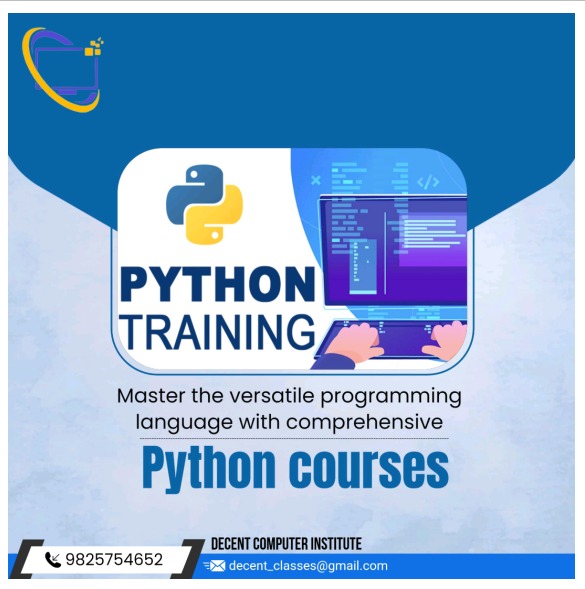 PYTHON
TRAINING
Master the versatile programming
language with comprehensive
Python courses
DECENT COMPUTER INSTITUTE
9825754652
decent_classes@gmail.com